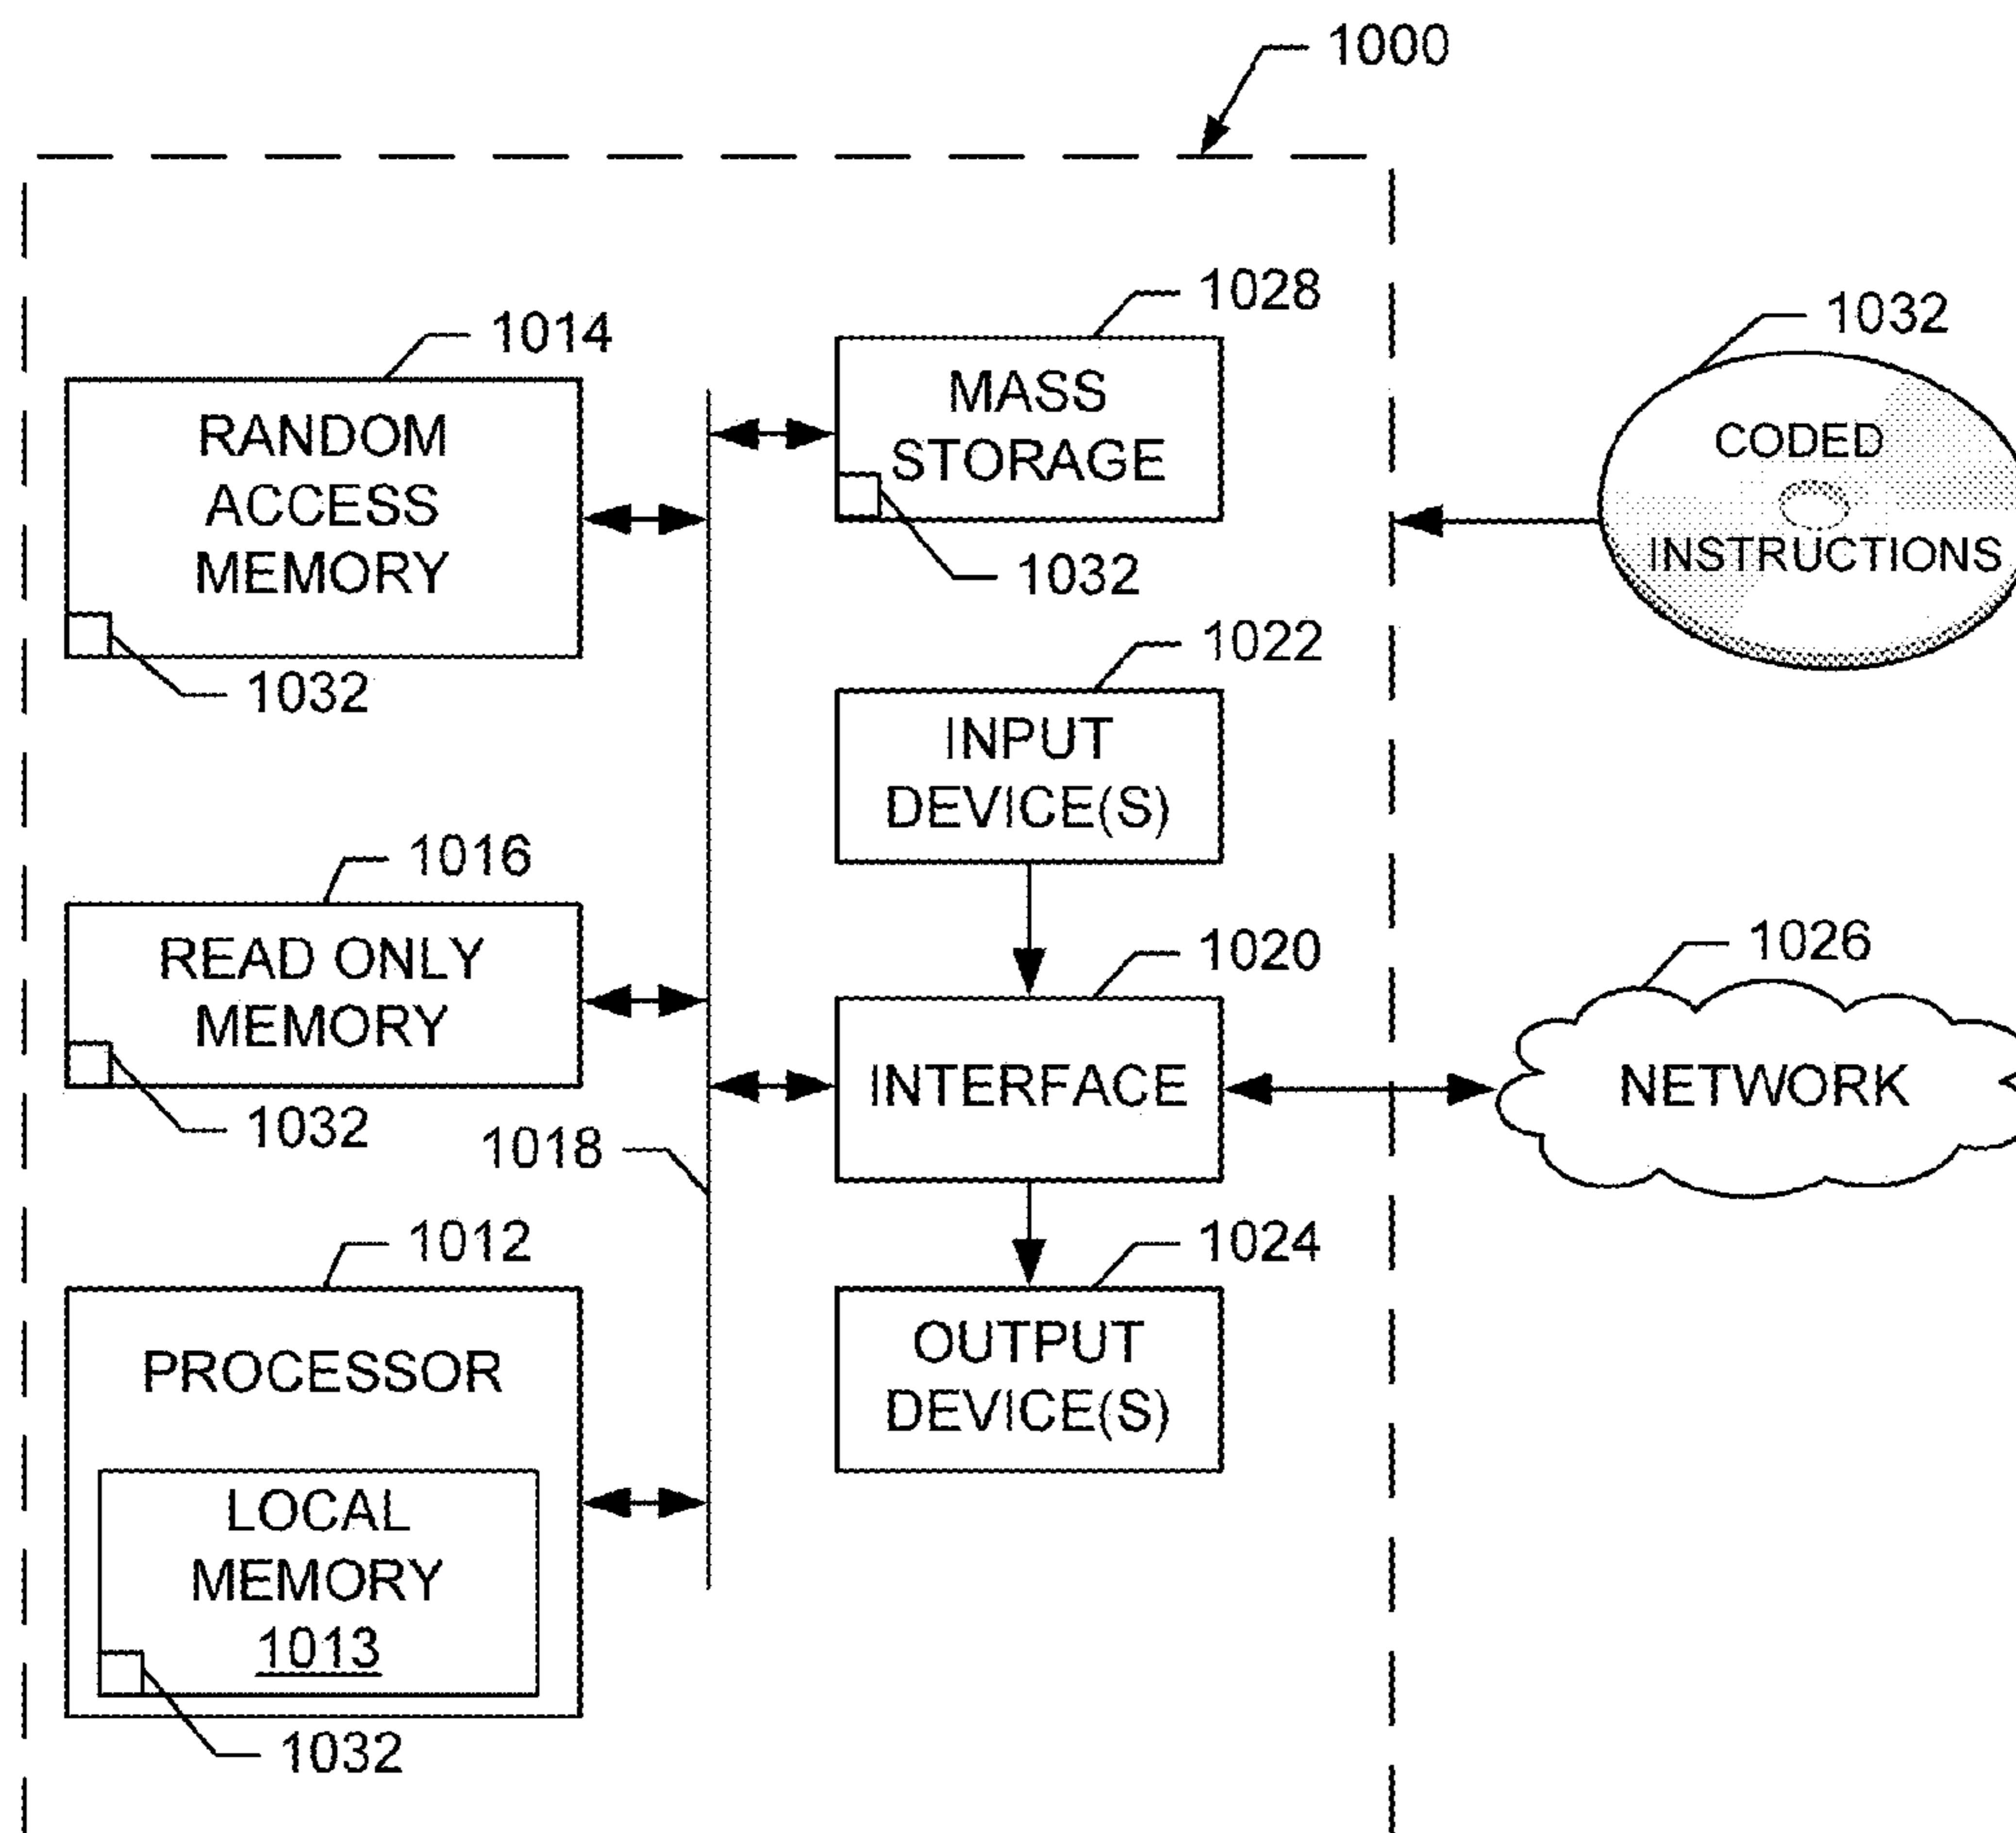 1000
1028
1014
1032
MASS
STORAGE
RANDOM
ACCESS
MEMORY
CODED
INSTRUCTIONS
1032
1032
1022
INPUT
DEVICE(S)
1016
READ ONLY
MEMORY
1020
1026
INTERFACE
NETWORK
1032
1018
1012
1024
PROCESSOR
OUTPUT
DEVICE(S)
LOCAL
MEMORY
1013
1032